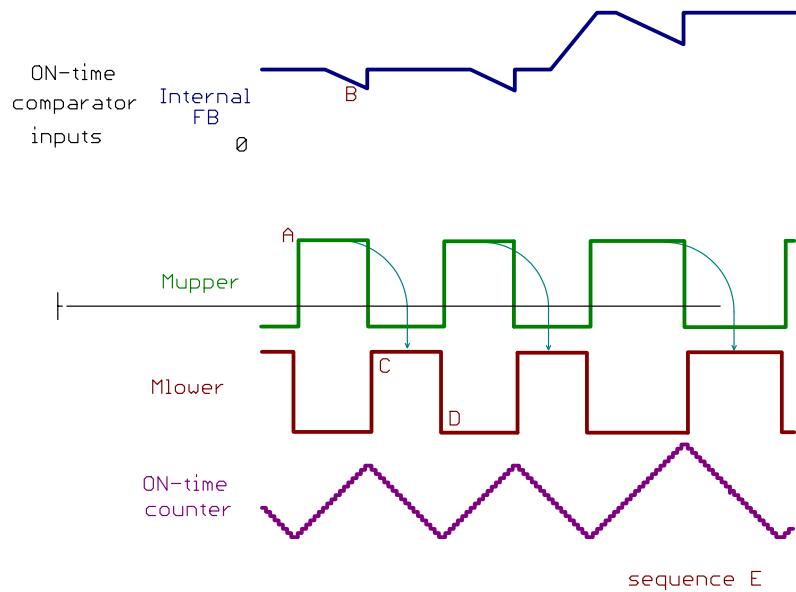 ON-time
comparator
inputs
Internal
FB
0
B
A
Mupper
C
Mlower
D
ON-time
counter
sequence E